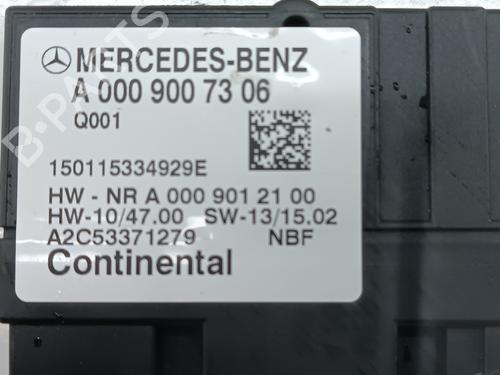 MERCEDES-BENZ
A 000 900 73 06
Q001
150115334929E
HW - NR A 000 901 21 00
HW-10/47.00 SW-13/15.02
A2C53371279 NBF
Continental
B-PARTS